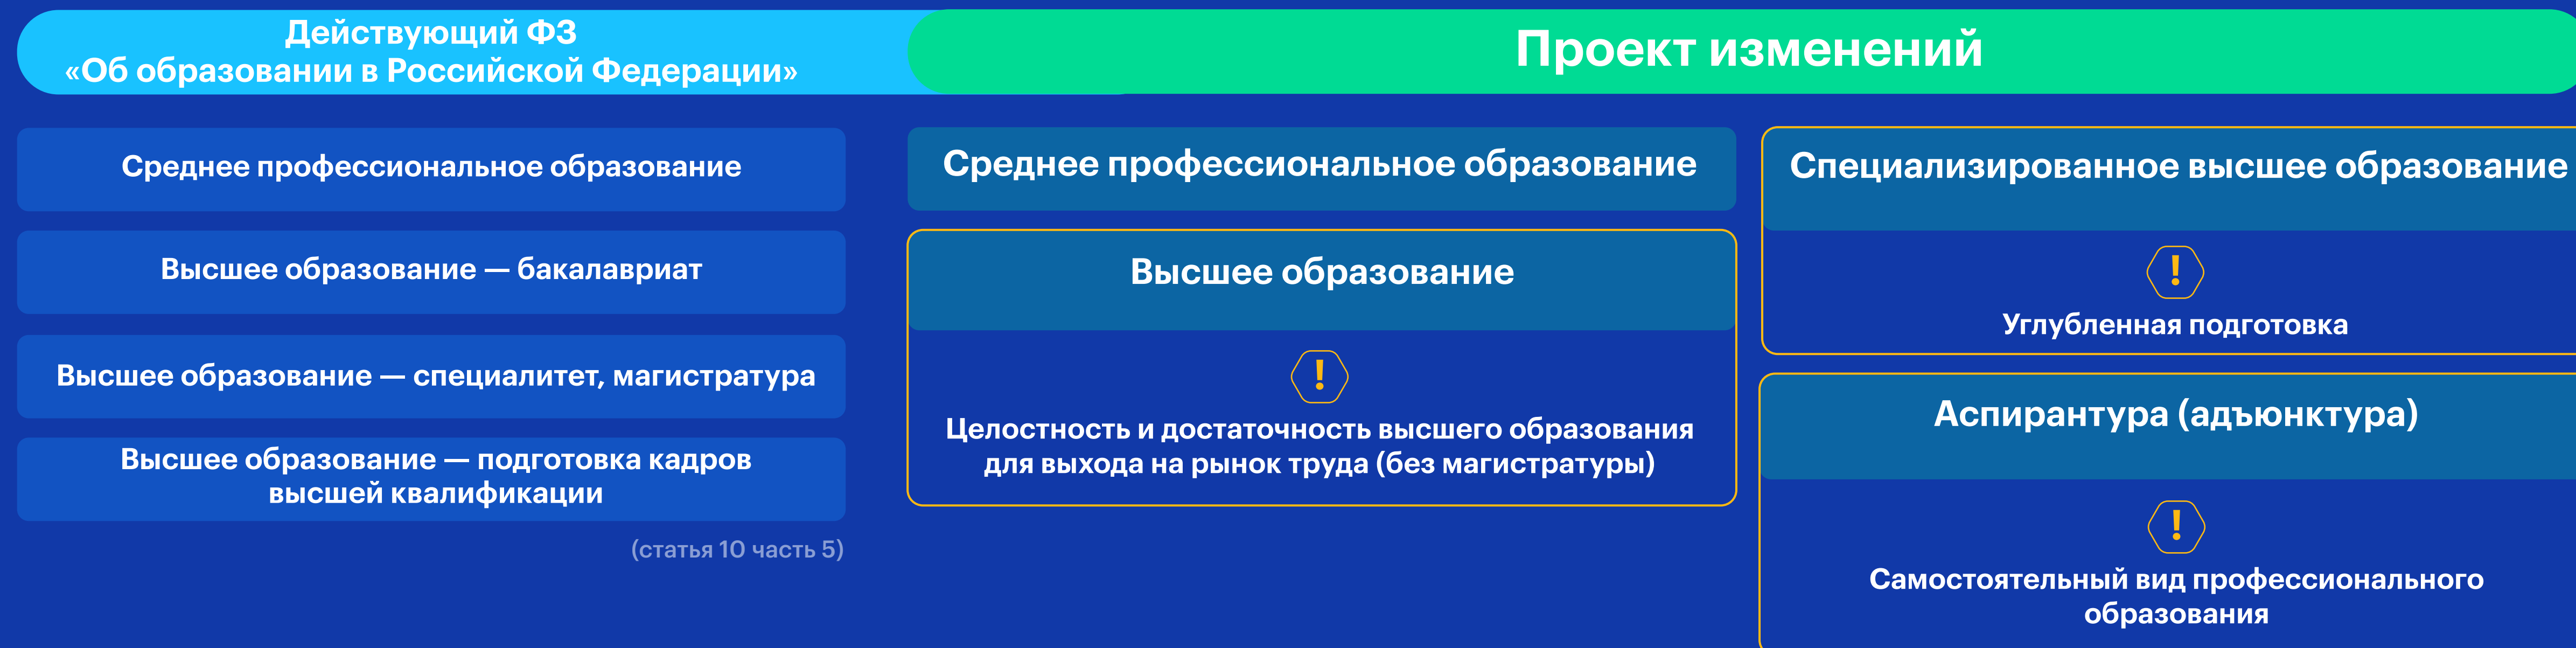 Действующий ФЗ
«Об образовании в Российской Федерации»
Среднее профессиональное образование
Высшее образование — бакалавриат
Высшее образование — специалитет, магистратура
Высшее образование — подготовка кадров
высшей квалификации
(статья 10 часть 5)
Проект изменений
Среднее профессиональное образование
Высшее образование
!
Целостность и достаточность высшего образования
для выхода на рынок труда (без магистратуры)
Специализированное высшее образование
!
Углубленная подготовка
Аспирантура (адъюнктура)
!
Самостоятельный вид профессионального
образования